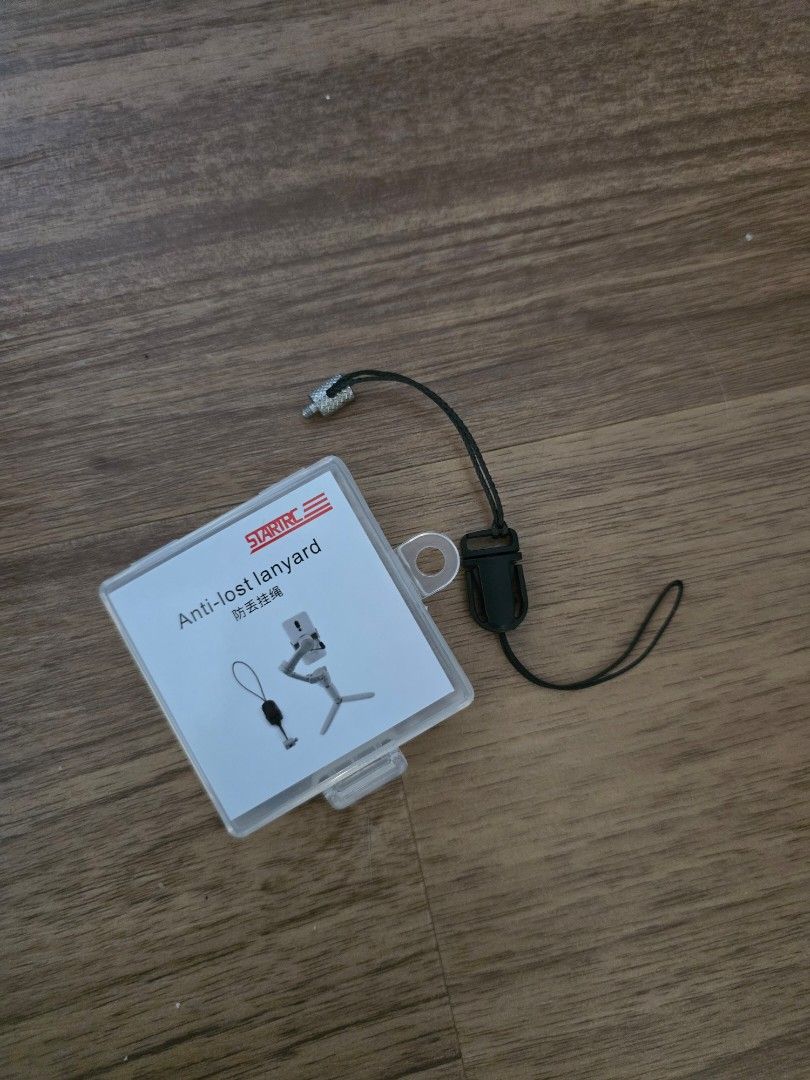 STARTRC
Anti-lost lanyard
防丢挂绳